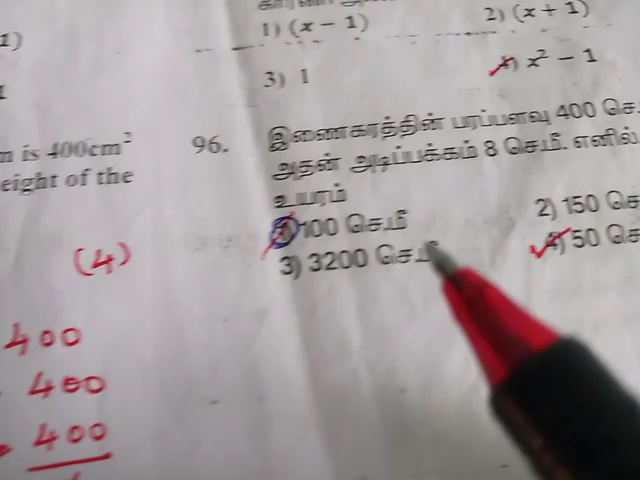 1) (x − 1)
2) (x + 1)
1)
3) 1
4) x² − 1
m is 400cm²
eight of the
96. இணைகரத்தின் பரப்பளவு 400 செ.
அதன் அடிப்பக்கம் 8 செ.மீ. எனில்
உயரம்
1) 100 செ.மீ
2) 150 செ
3) 3200 செ.மீ
4) 50 செ
(4)
400
400
400